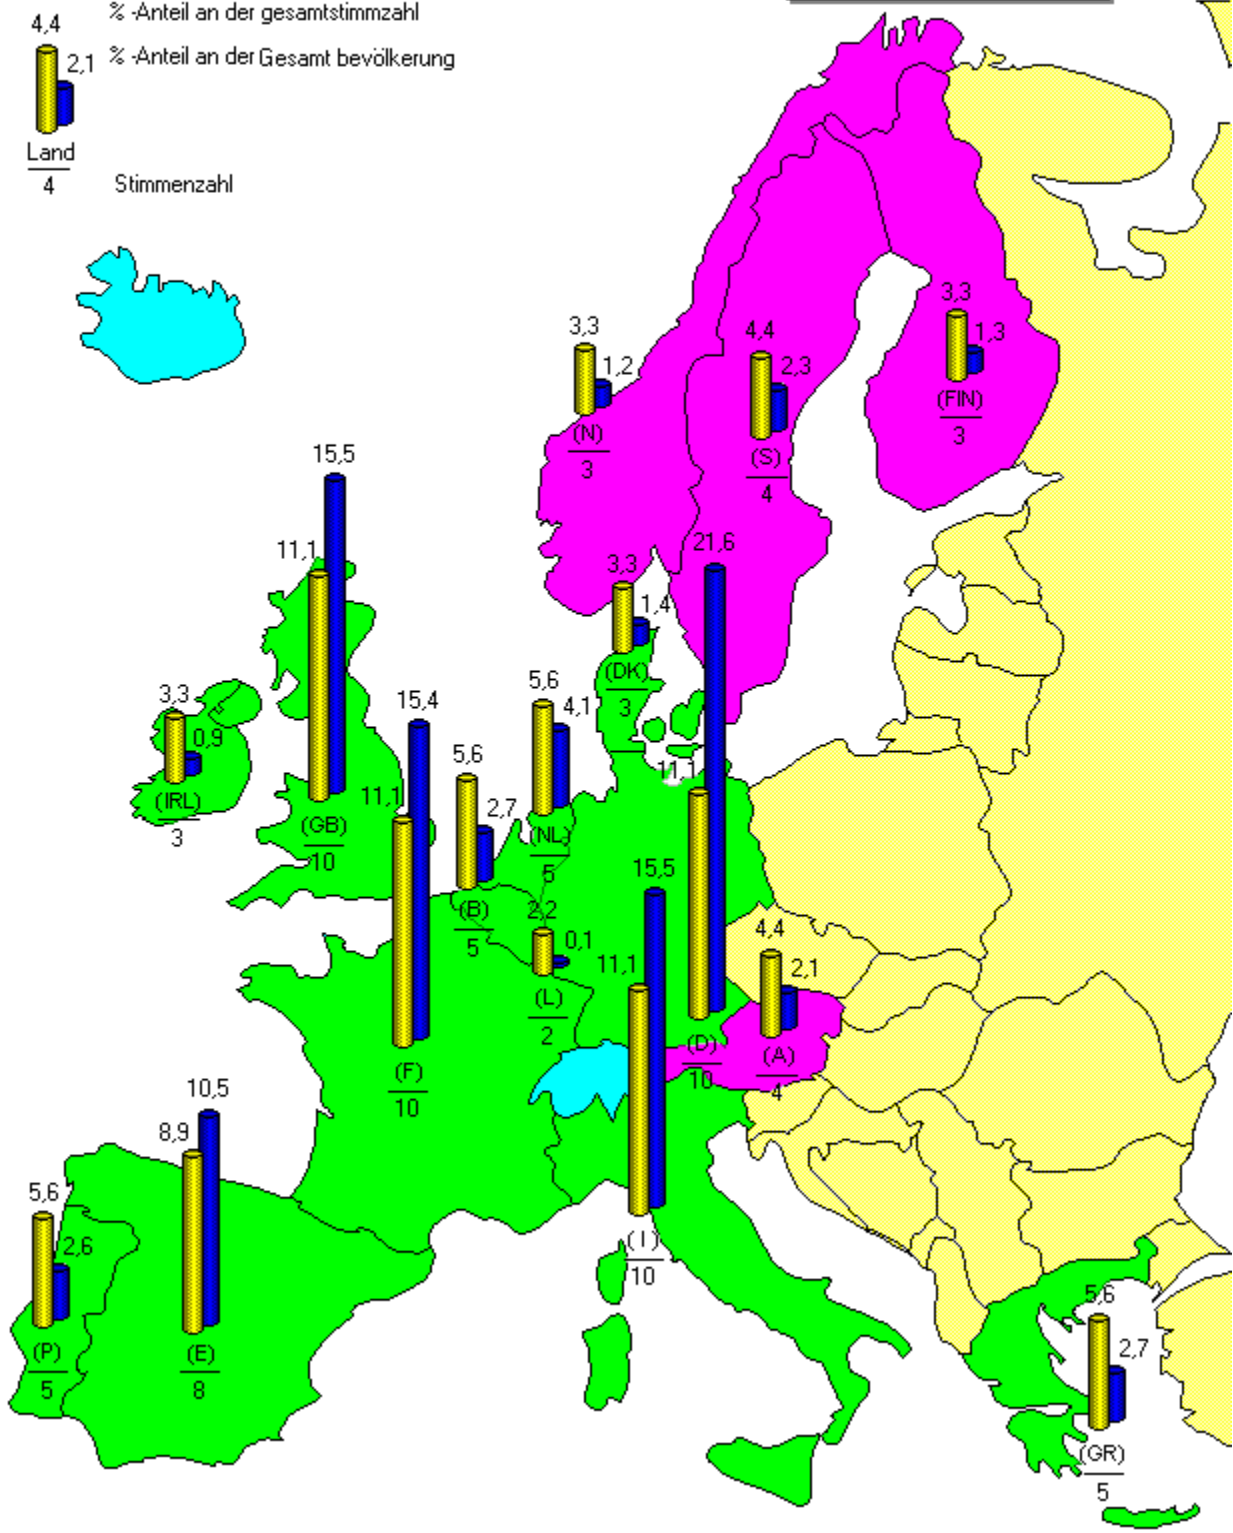 % -Anteil an der gesamtstimmzahl
4,4
% -Anteil an der Gesamt bevölkerung
2,1
Land
4
Stimmenzahl
3,3
1,3
(FIN)
3
3,3
1,2
(N)
3
4,4
2,3
(S)
4
15,5
11,1
(GB)
10
21,6
11,1
(D)
10
3,3
1,4
(DK)
3
3,3
0,9
(IRL)
3
15,4
11,1
(F)
10
5,6
4,1
(NL)
5
5,6
2,7
(B)
5
2,2
0,1
(L)
2
15,5
11,1
(I)
10
4,4
2,1
(A)
4
10,5
8,9
(E)
8
5,6
2,6
(P)
5
5,6
2,7
(GR)
5